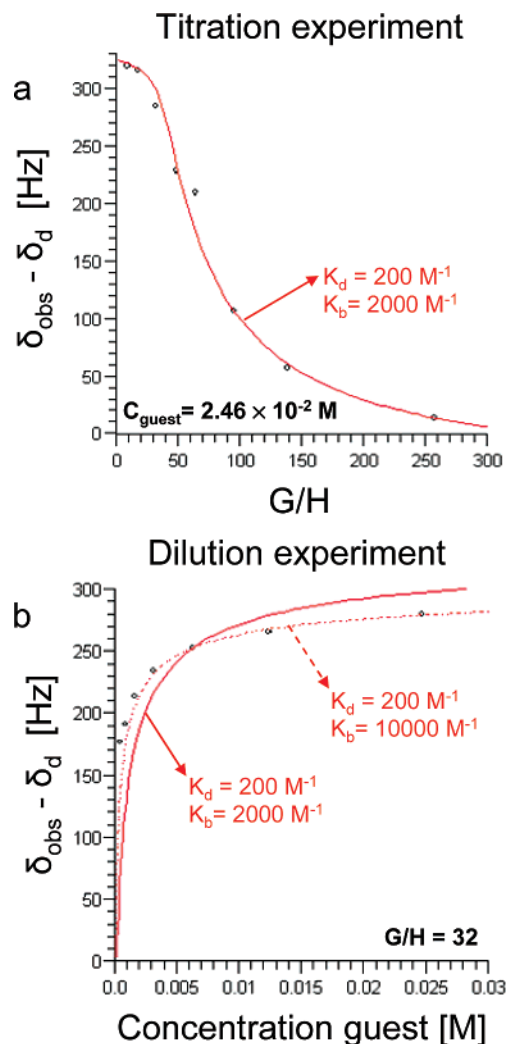 Titration experiment
a
δobs - δd [Hz]
300
250
200
150
100
50
0
Kd = 200 M⁻¹
Kb= 2000 M⁻¹
Cguest= 2.46 × 10⁻² M
0 50 100 150 200 250 300
G/H
Dilution experiment
b
δobs - δd [Hz]
300
250
200
150
100
50
0
Kd = 200 M⁻¹
Kb= 10000 M⁻¹
Kd = 200 M⁻¹
Kb= 2000 M⁻¹
G/H = 32
0.0 0.005 0.01 0.015 0.02 0.025 0.03
Concentration guest [M]